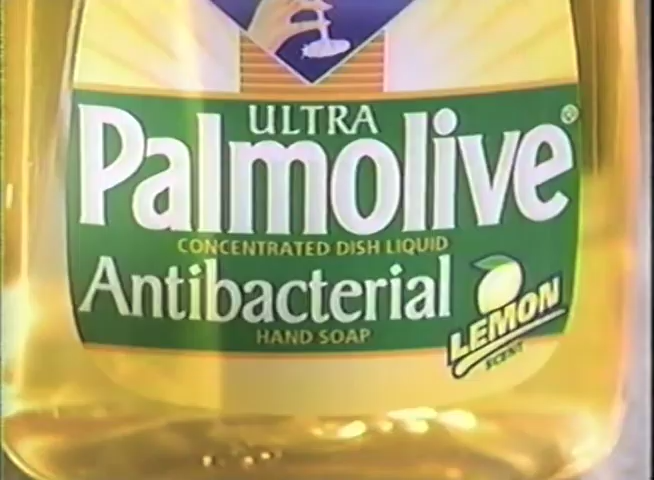 ULTRA
Palmolive®
CONCENTRATED DISH LIQUID
Antibacterial
HAND SOAP
LEMON
SCENT